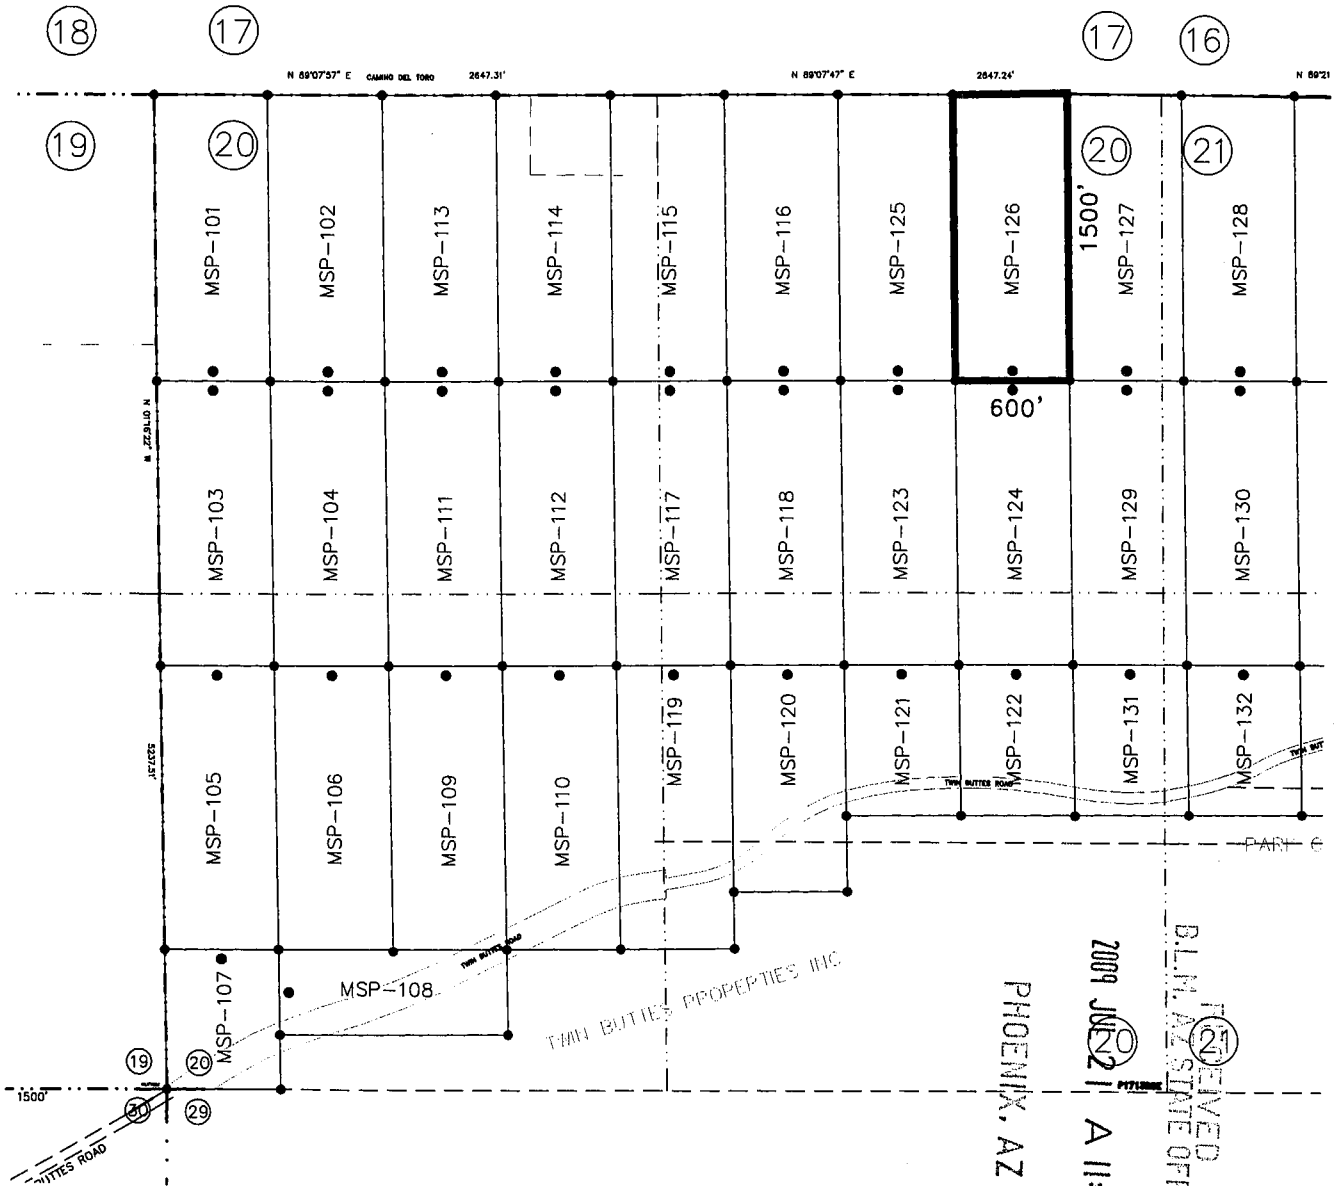 18 17 17 16
N 89°07'57" E CAMINO DEL TORO 2647.31' N 89°07'47" E 2647.24' N 89°21
19 20 20 21
MSP-101 MSP-102 MSP-113 MSP-114 MSP-115 MSP-116 MSP-125 MSP-126 1500' MSP-127 MSP-128
600'
N 01°16'22" W
MSP-103 MSP-104 MSP-111 MSP-112 MSP-117 MSP-118 MSP-123 MSP-124 MSP-129 MSP-130
5237.51'
MSP-119 MSP-120 MSP-121 MSP-122 MSP-131 MSP-132
TWIN BUT
TWIN BUTTES ROAD
MSP-105 MSP-106 MSP-109 MSP-110
TWIN BUTTES ROAD
MSP-107 MSP-108
TWIN BUTTES PROPERTIES INC
19 20
30 29
1500'
BUTTES ROAD
20 21
RECEIVED
B.L.M. AZ STATE OFF
2009 21 A 11:
PHOENIX, AZ